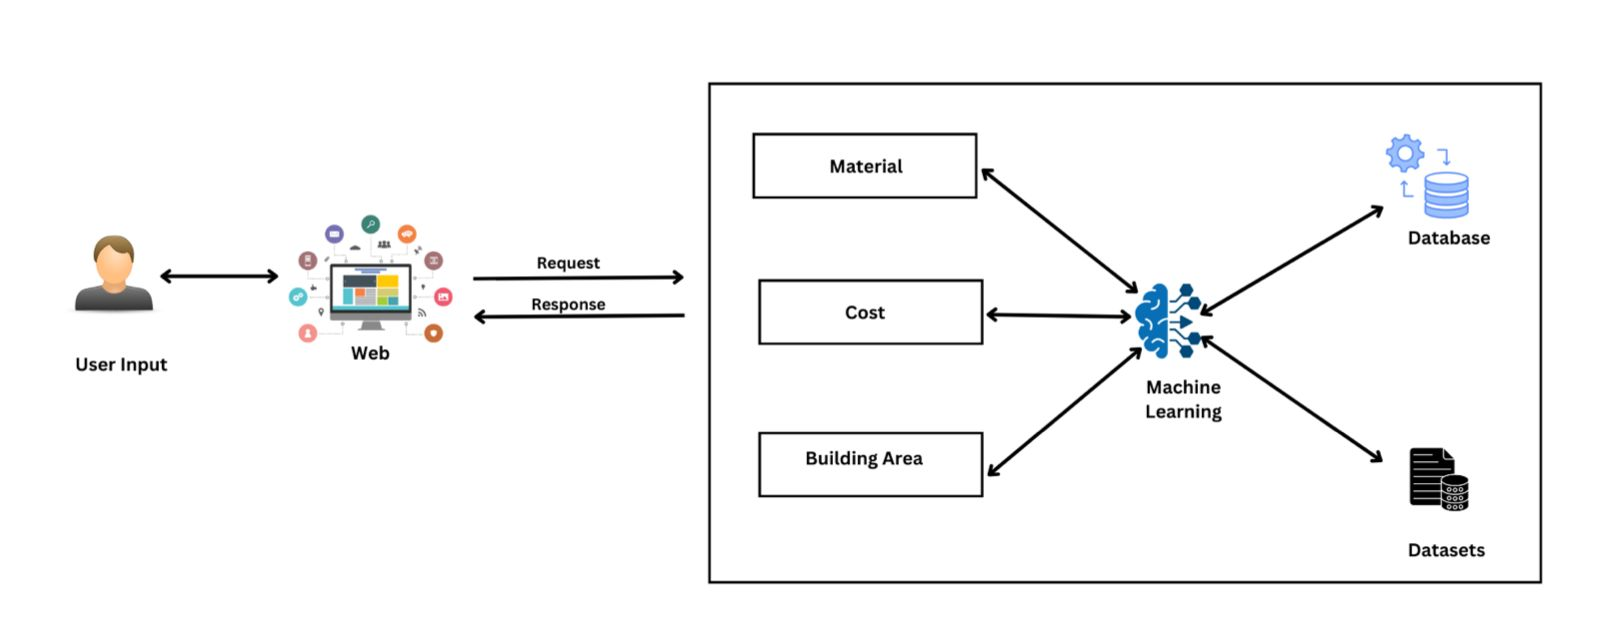 User Input
Web
Request
Response
Material
Cost
Building Area
Machine
Learning
Database
Datasets